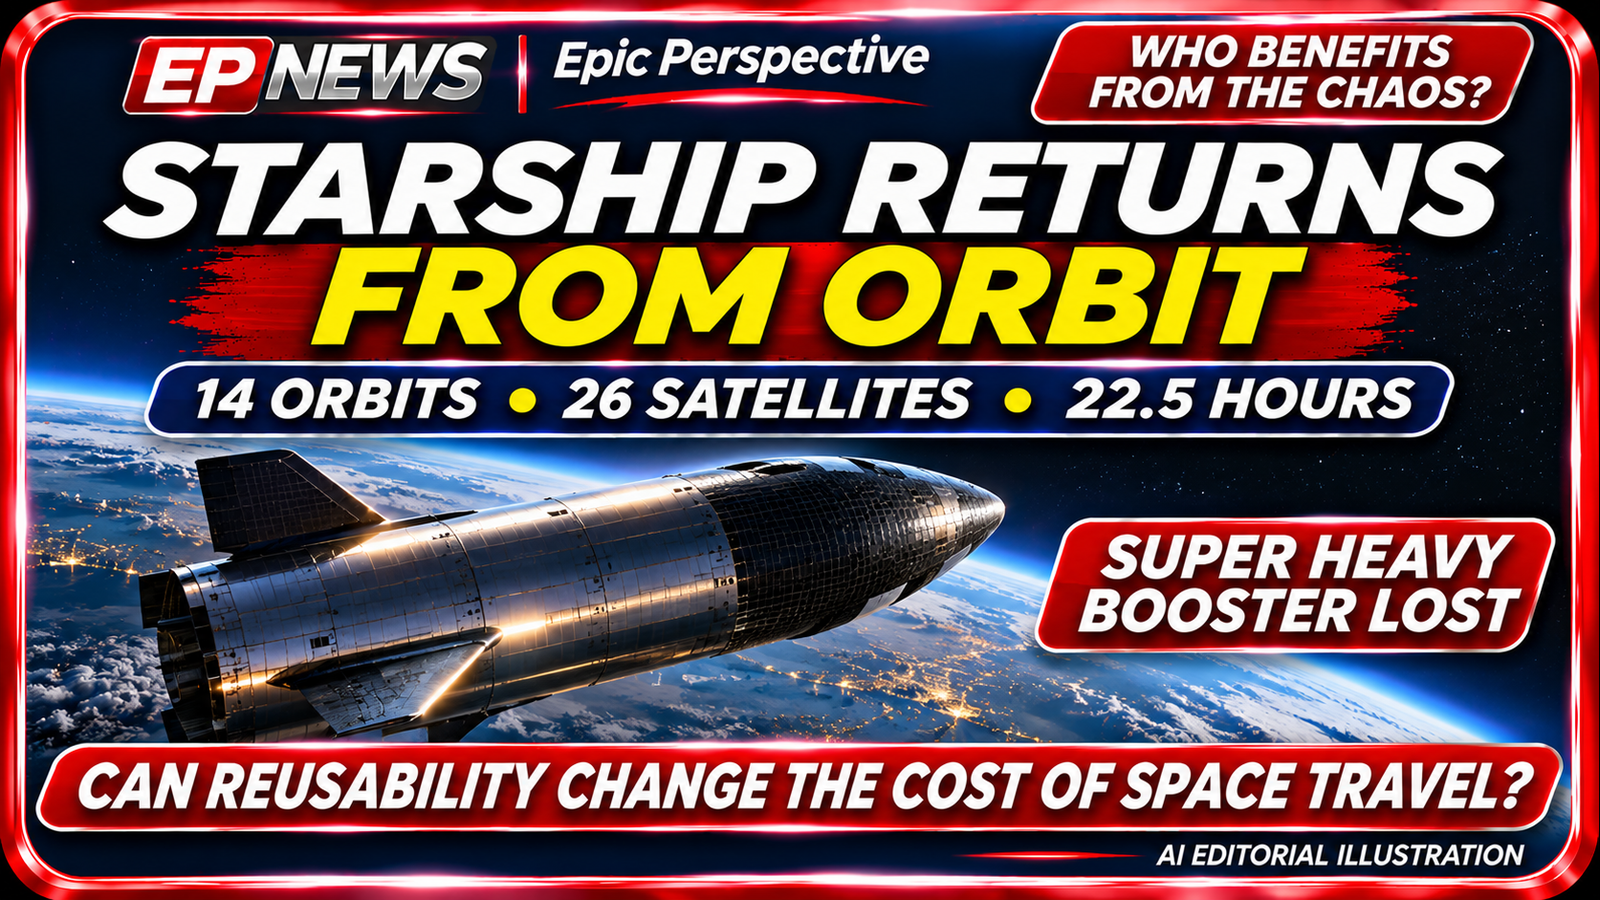 EP NEWS
Epic Perspective
WHO BENEFITS
FROM THE CHAOS?
STARSHIP RETURNS
FROM ORBIT
14 ORBITS • 26 SATELLITES • 22.5 HOURS
SUPER HEAVY
BOOSTER LOST
CAN REUSABILITY CHANGE THE COST OF SPACE TRAVEL?
AI EDITORIAL ILLUSTRATION